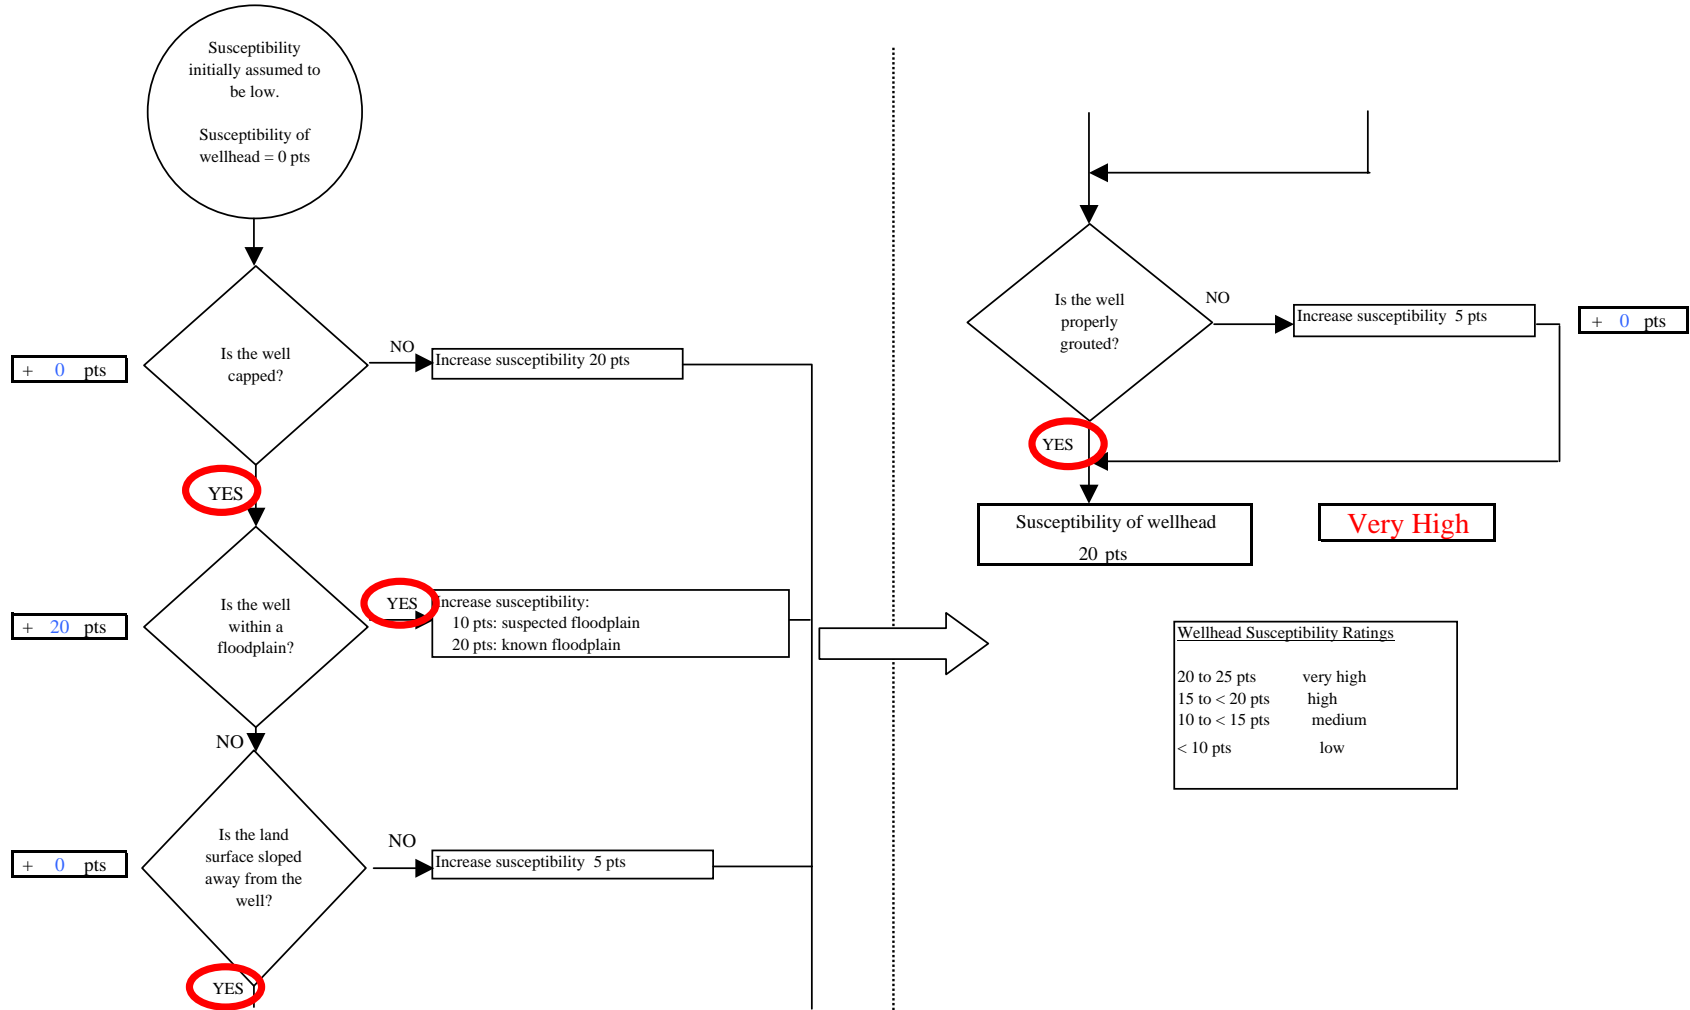 Susceptibility
initially assumed to
be low.
Susceptibility of
wellhead = 0 pts
Is the well
capped?
NO
Increase susceptibility 20 pts
+ 0 pts
YES
Is the well
within a
floodplain?
YES
Increase susceptibility:
10 pts: suspected floodplain
20 pts: known floodplain
+ 20 pts
NO
Is the land
surface sloped
away from the
well?
NO
Increase susceptibility 5 pts
+ 0 pts
YES
Is the well
properly
grouted?
NO
Increase susceptibility 5 pts
+ 0 pts
YES
Susceptibility of wellhead
20 pts
Very High
Wellhead Susceptibility Ratings
20 to 25 pts very high
15 to < 20 pts high
10 to < 15 pts medium
< 10 pts low